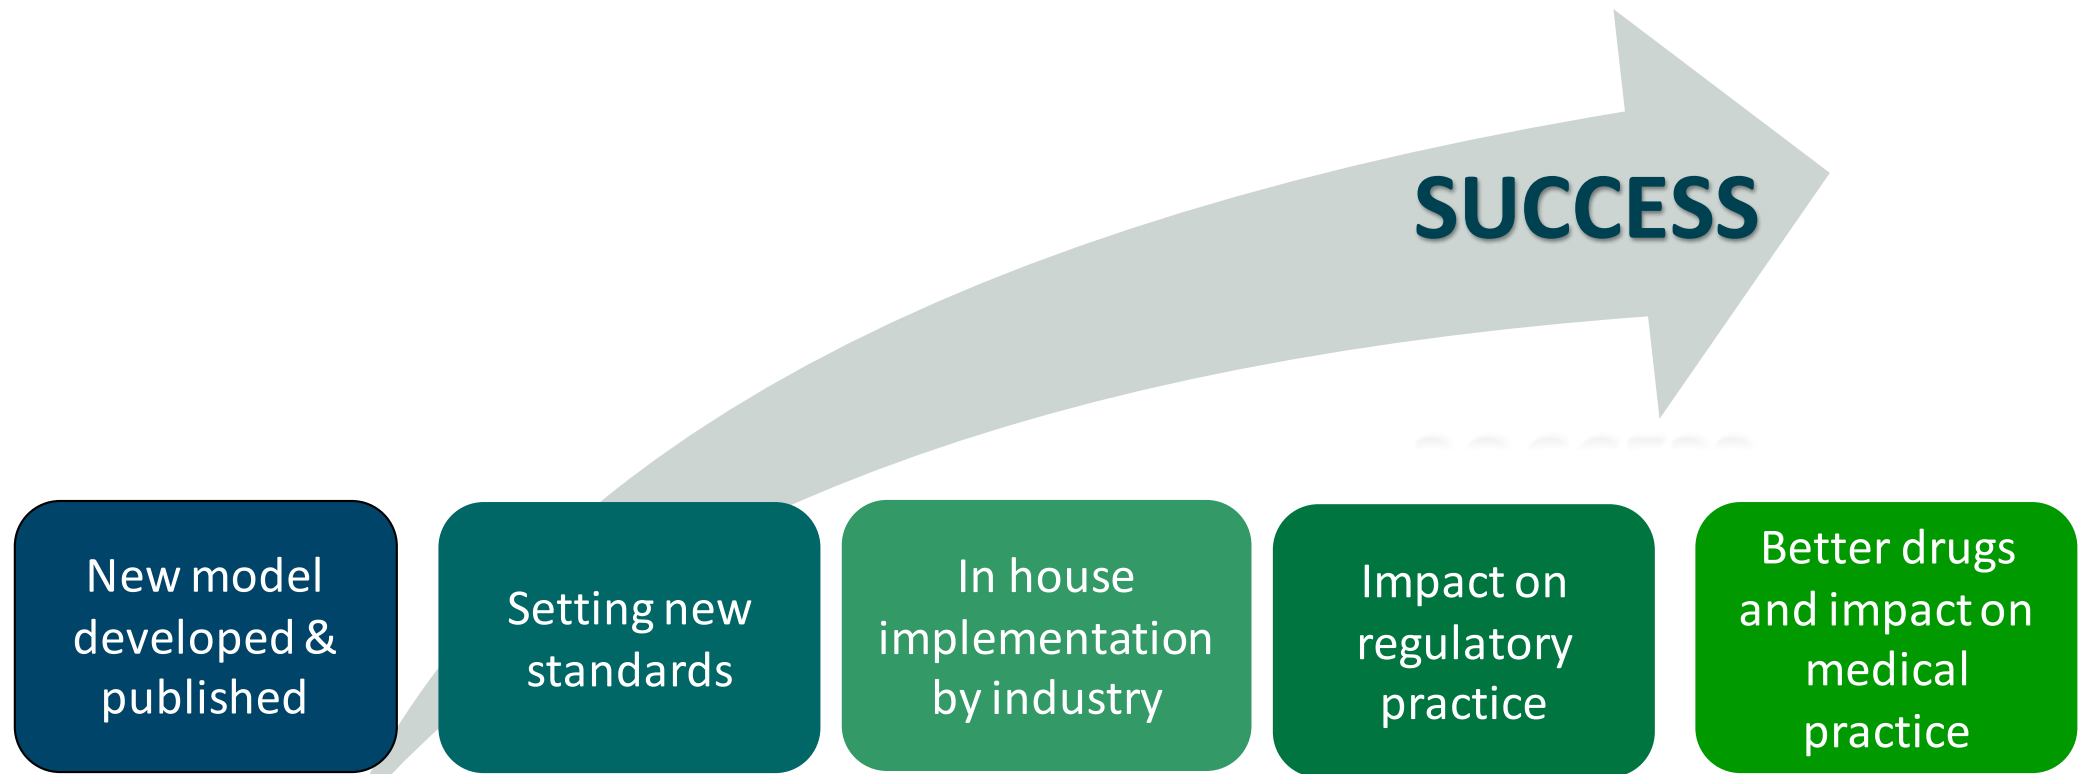 SUCCESS
New model
developed &
published
Setting new
standards
In house
implementation
by industry
Impact on
regulatory
practice
Better drugs
and impact on
medical
practice